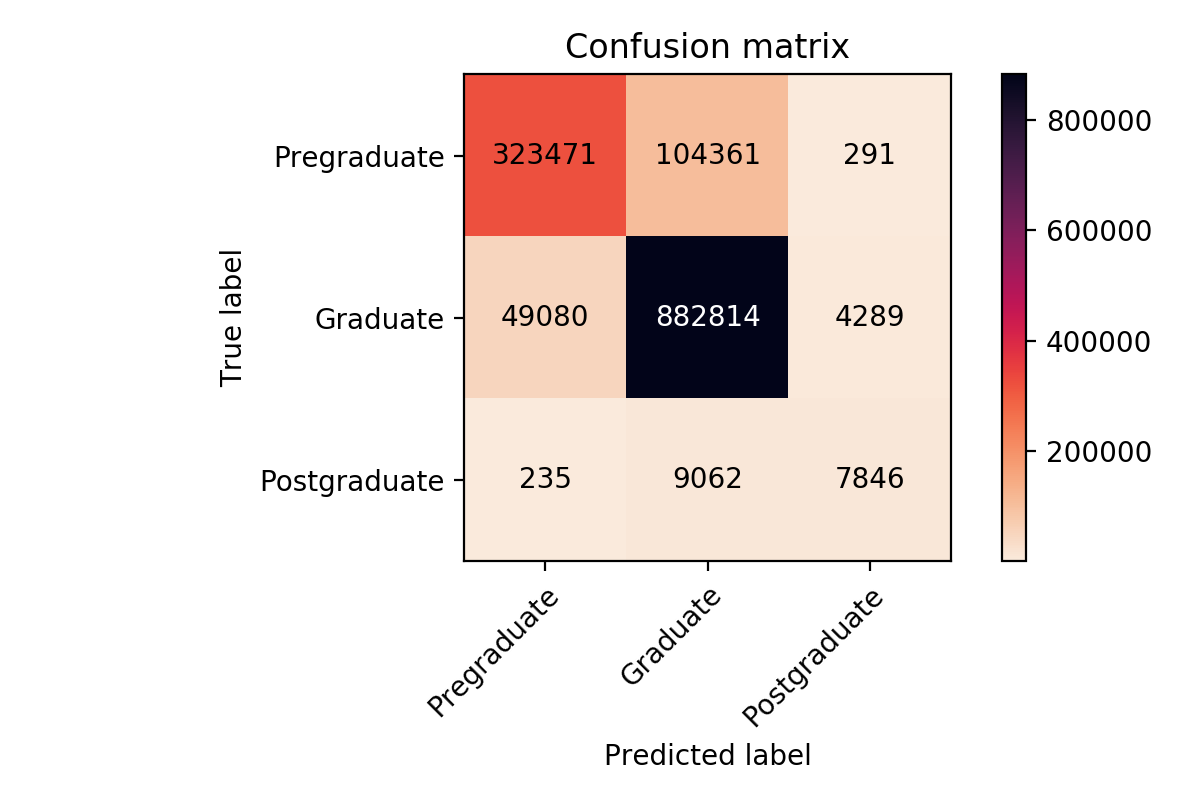 Confusion matrix
Pregraduate 323471 104361 291
Graduate 49080 882814 4289
Postgraduate 235 9062 7846
True label
Pregraduate Graduate Postgraduate
Predicted label
800000
600000
400000
200000